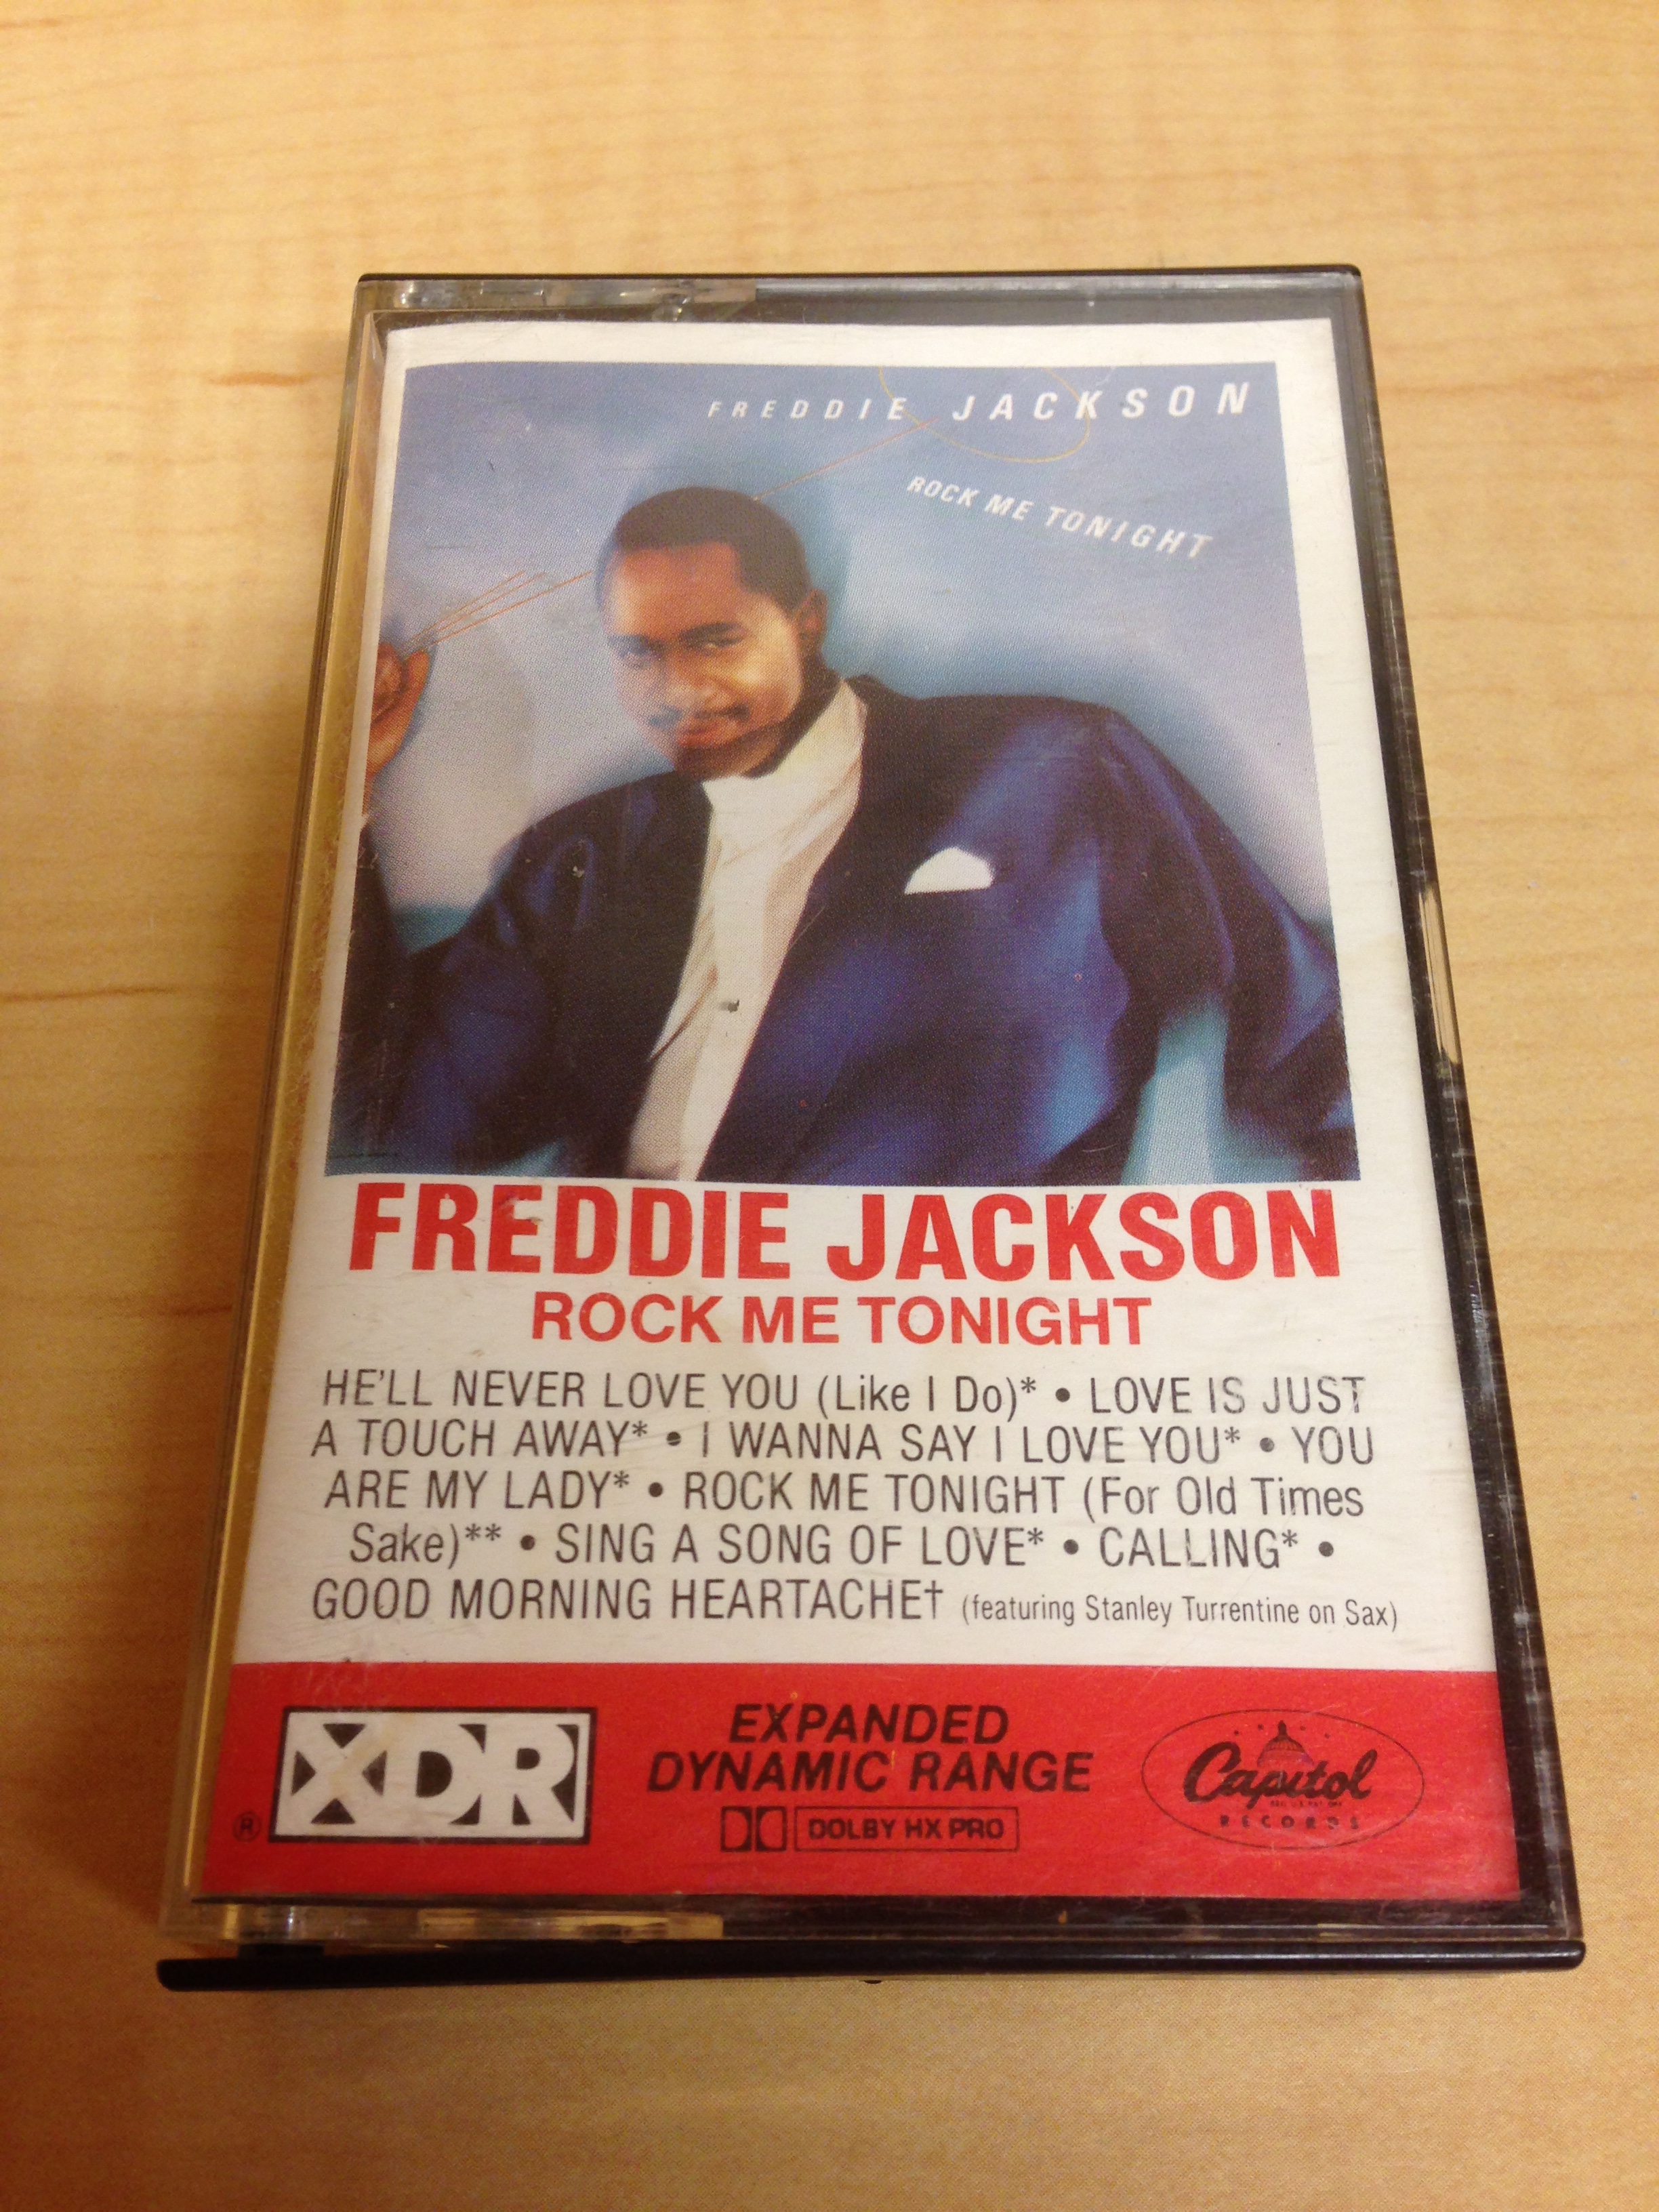 FREDDIE JACKSON
ROCK ME TONIGHT
FREDDIE JACKSON
ROCK ME TONIGHT
HE'LL NEVER LOVE YOU (Like I Do)* • LOVE IS JUST
A TOUCH AWAY* • I WANNA SAY I LOVE YOU* • YOU
ARE MY LADY* • ROCK ME TONIGHT (For Old Times
Sake)** • SING A SONG OF LOVE* • CALLING* •
GOOD MORNING HEARTACHE† (featuring Stanley Turrentine on Sax)
® XDR
EXPANDED
DYNAMIC RANGE
DOLBY HX PRO
Capitol
RECORDS